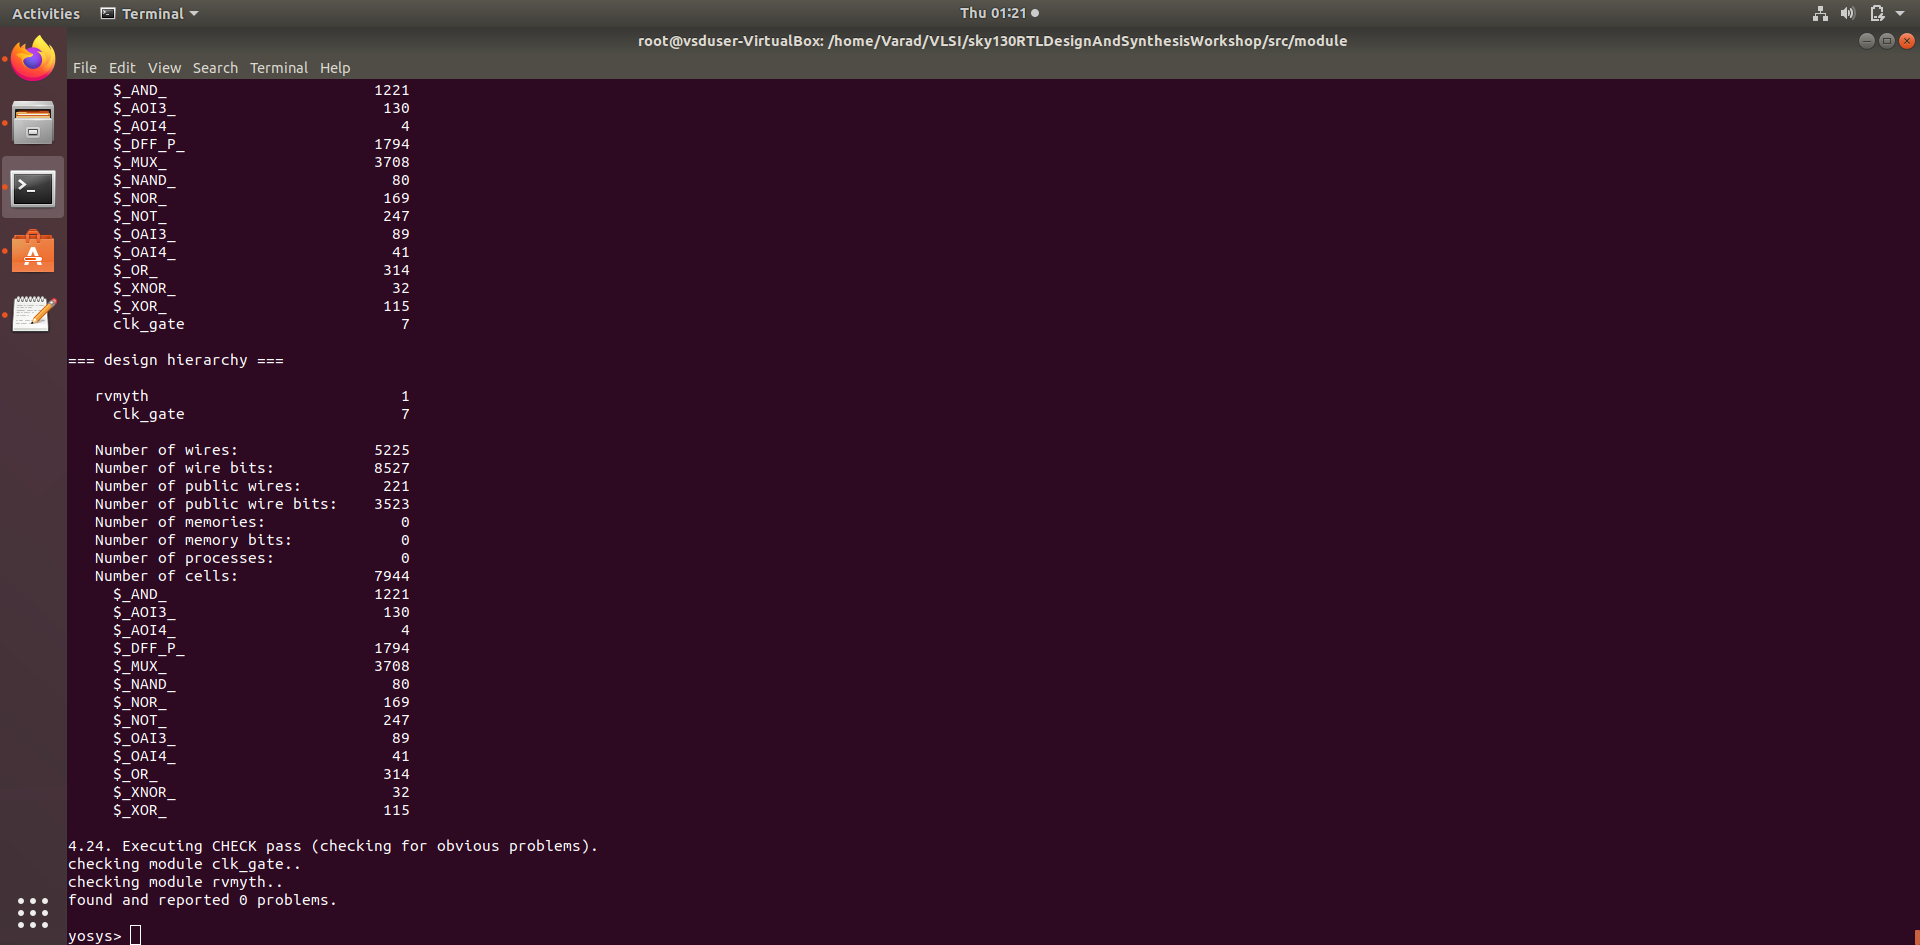 Activities Terminal Thu 01:21
root@vsduser-VirtualBox: /home/Varad/VLSI/sky130RTLDesignAndSynthesisWorkshop/src/module
File Edit View Search Terminal Help
     $_AND_                       1221
     $_AOI3_                       130
     $_AOI4_                         4
     $_DFF_P_                     1794
     $_MUX_                       3708
     $_NAND_                        80
     $_NOR_                        169
     $_NOT_                        247
     $_OAI3_                        89
     $_OAI4_                        41
     $_OR_                         314
     $_XNOR_                        32
     $_XOR_                        115
     clk_gate                        7
=== design hierarchy ===
   rvmyth                            1
     clk_gate                        7
   Number of wires:               5225
   Number of wire bits:           8527
   Number of public wires:         221
   Number of public wire bits:    3523
   Number of memories:               0
   Number of memory bits:            0
   Number of processes:              0
   Number of cells:               7944
     $_AND_                       1221
     $_AOI3_                       130
     $_AOI4_                         4
     $_DFF_P_                     1794
     $_MUX_                       3708
     $_NAND_                        80
     $_NOR_                        169
     $_NOT_                        247
     $_OAI3_                        89
     $_OAI4_                        41
     $_OR_                         314
     $_XNOR_                        32
     $_XOR_                        115
4.24. Executing CHECK pass (checking for obvious problems).
checking module clk_gate..
checking module rvmyth..
found and reported 0 problems.
yosys>